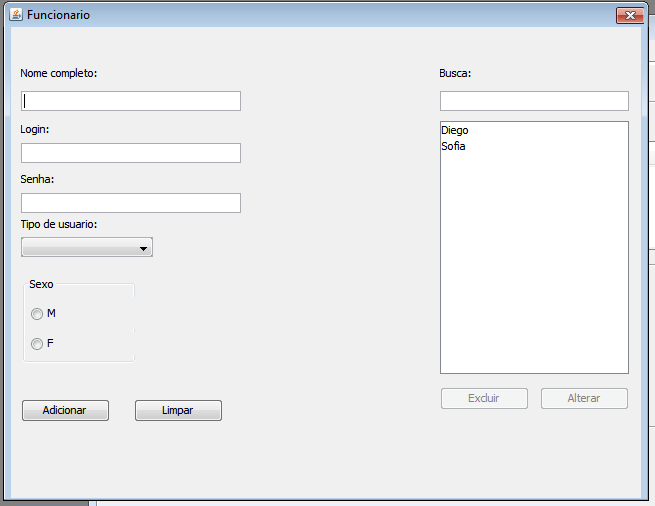 Funcionario
Nome completo:
Login:
Senha:
Tipo de usuario:
Sexo
M
F
Adicionar
Limpar
Busca:
Diego
Sofia
Excluir
Alterar